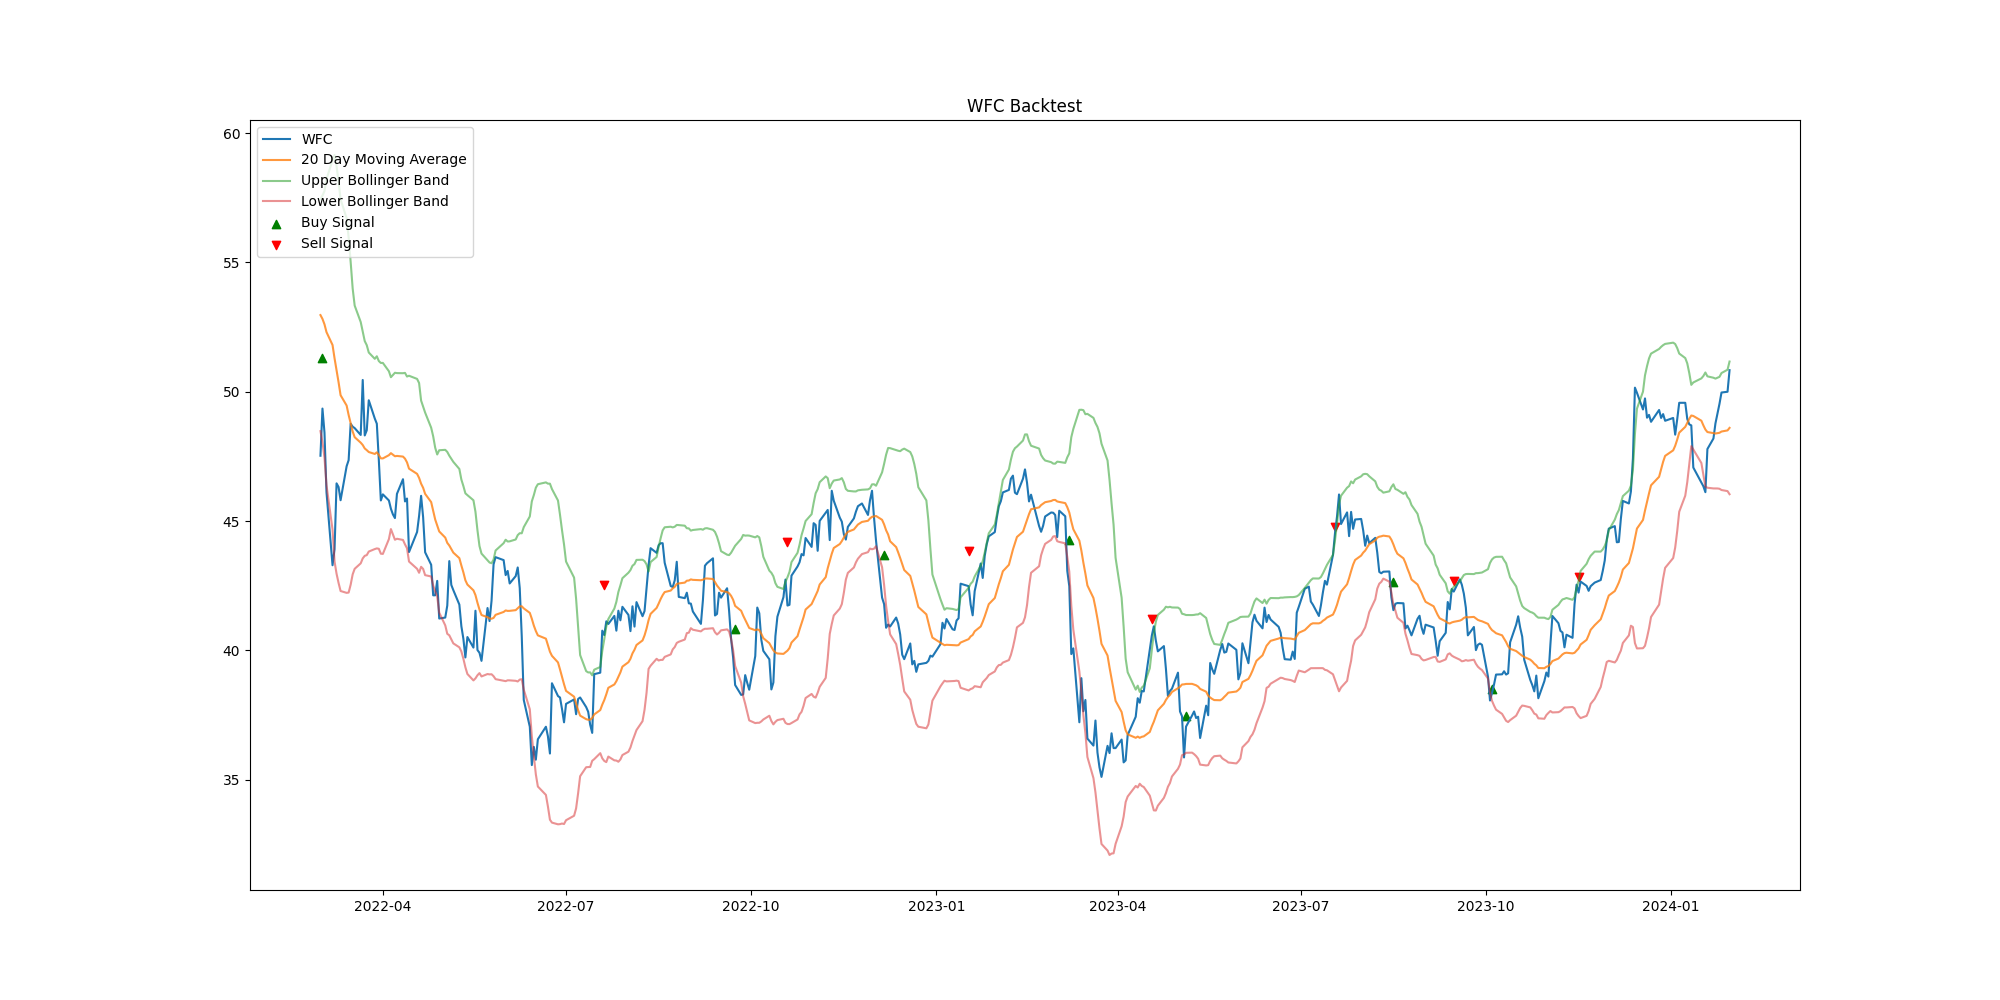 WFC Backtest
60
55
50
45
40
35
WFC
20 Day Moving Average
Upper Bollinger Band
Lower Bollinger Band
Buy Signal
Sell Signal
2022-04 2022-07 2022-10 2023-01 2023-04 2023-07 2023-10 2024-01